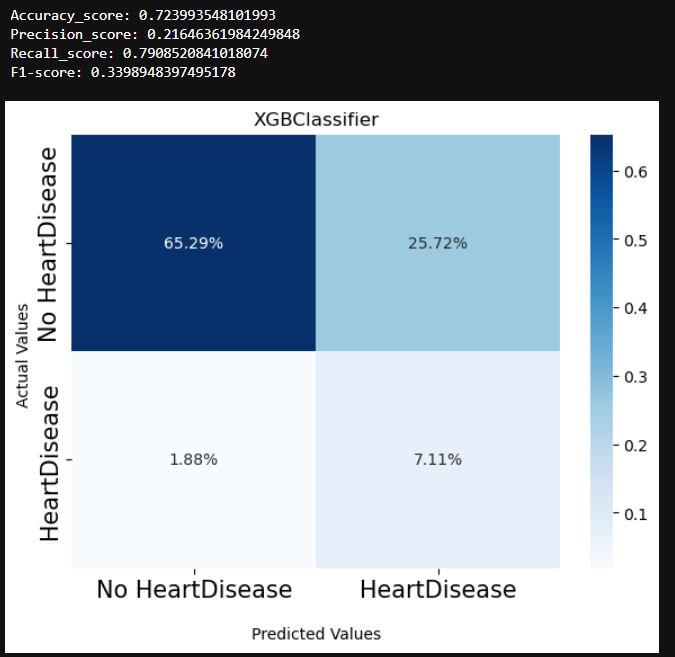 Accuracy_score: 0.723993548101993
Precision_score: 0.21646361984249848
Recall_score: 0.7908520841018074
F1-score: 0.3398948397495178
XGBClassifier
No HeartDisease
65.29%
25.72%
HeartDisease
1.88%
7.11%
Actual Values
No HeartDisease
HeartDisease
Predicted Values
0.6
0.5
0.4
0.3
0.2
0.1